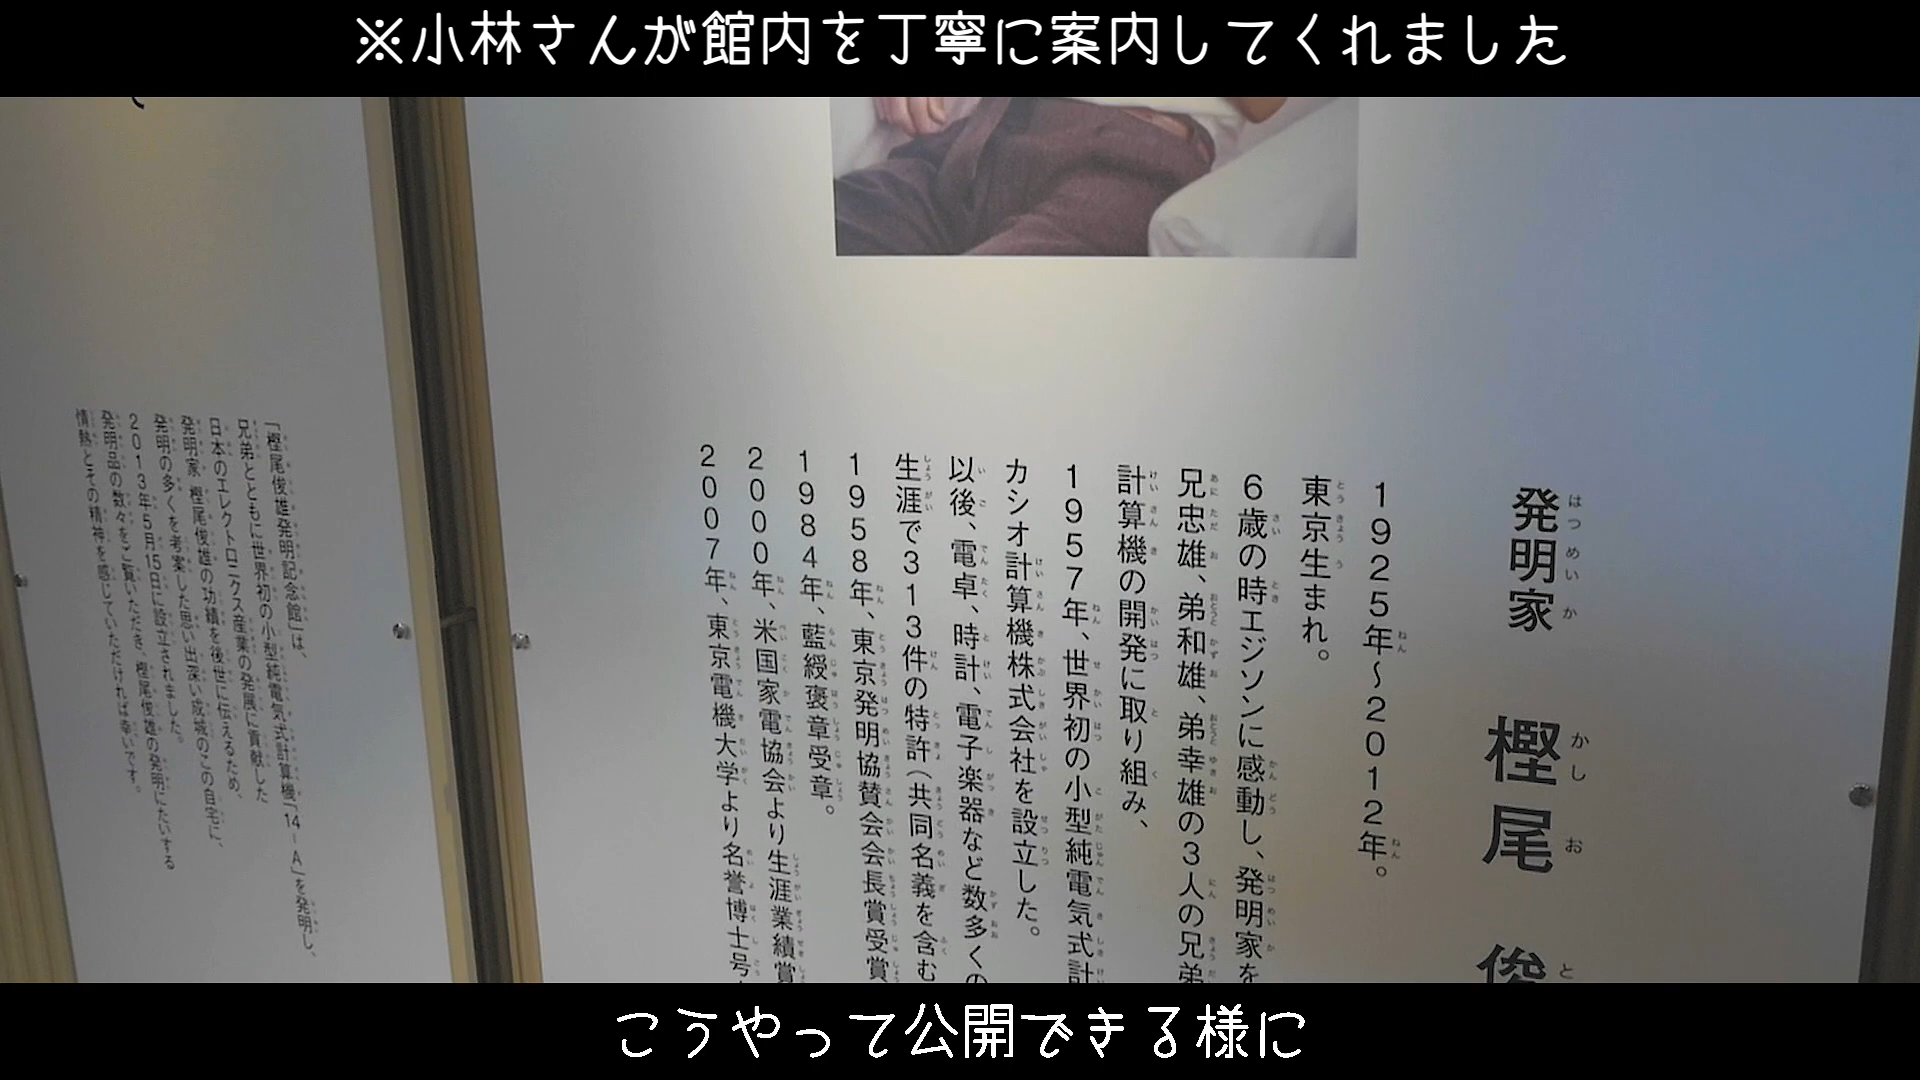 ※小林さんが館内を丁寧に案内してくれました
発明家 樫尾 俊
1925年〜2012年。
東京生まれ。
6歳の時エジソンに感動し、発明家を
兄忠雄、弟和雄、弟幸雄の3人の兄弟
計算機の開発に取り組み、
1957年、世界初の小型純電気式計
カシオ計算機株式会社を設立した。
以後、電卓、時計、電子楽器など数多くの
生涯で313件の特許(共同名義を含む
1958年、東京発明協賛会会長賞受賞
1984年、藍綬褒章受章。
2000年、米国家電協会より生涯業績賞
2007年、東京電機大学より名誉博士号
「樫尾俊雄発明記念館」は、
兄弟とともに世界初の小型純電気式計算機「14-A」を発明し、
日本のエレクトロニクス産業の発展に貢献した
発明家 樫尾俊雄の功績を後世に伝えるため、
発明の多くを考案した思い出深い成城のこの自宅に、
2013年5月15日に設立されました。
発明品の数々をご覧いただき、樫尾俊雄の発明にたいする
情熱とその精神を感じていただければ幸いです。
こうやって公開できる様に